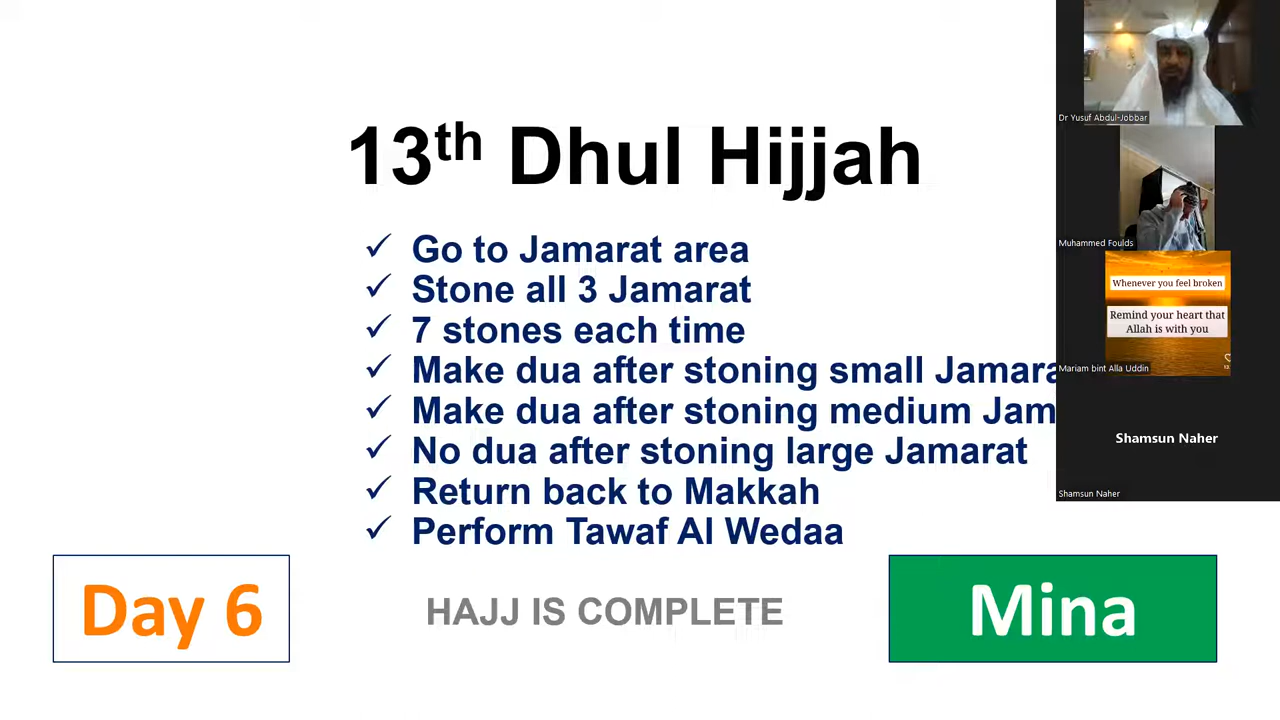 13th Dhul Hijjah
✓ Go to Jamarat area
✓ Stone all 3 Jamarat
✓ 7 stones each time
✓ Make dua after stoning small Jamara
✓ Make dua after stoning medium Jam
✓ No dua after stoning large Jamarat
✓ Return back to Makkah
✓ Perform Tawaf Al Wedaa
Day 6
HAJJ IS COMPLETE
Mina
Dr Yusuf Abdul-Jobbar
Muhammed Foulds
Whenever you feel broken
Remind your heart that
Allah is with you
Mariam bint Alla Uddin
Shamsun Naher
Shamsun Naher